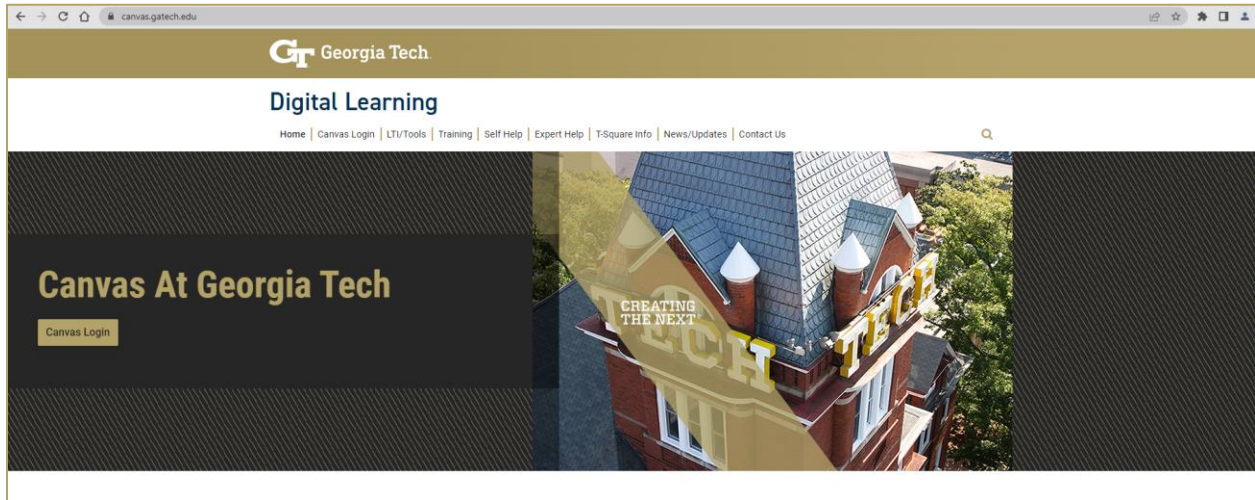 canvas.gatech.edu
GT Georgia Tech
Digital Learning
Home | Canvas Login | LTI/Tools | Training | Self Help | Expert Help | T-Square Info | News/Updates | Contact Us
Canvas At Georgia Tech
Canvas Login
CREATING
THE NEXT
TECH TECH